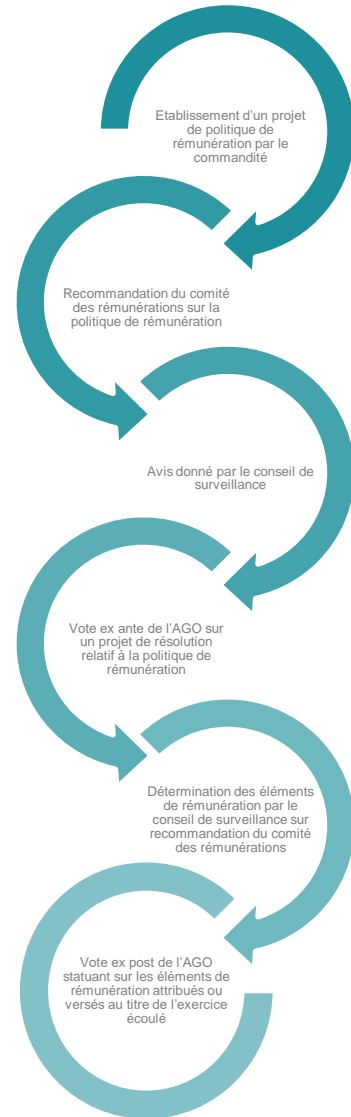 Etablissement d'un projet
de politique de
rémunération par le
commandité
Recommandation du comité
des rémunérations sur la
politique de rémunération
Avis donné par le conseil de
surveillance
Vote ex ante de l'AGO sur
un projet de résolution
relatif à la politique de
rémunération
Détermination des éléments
de rémunération par le
conseil de surveillance sur
recommandation du comité
des rémunérations
Vote ex post de l'AGO
statuant sur les éléments de
rémunération attribués ou
versés au titre de l'exercice
écoulé